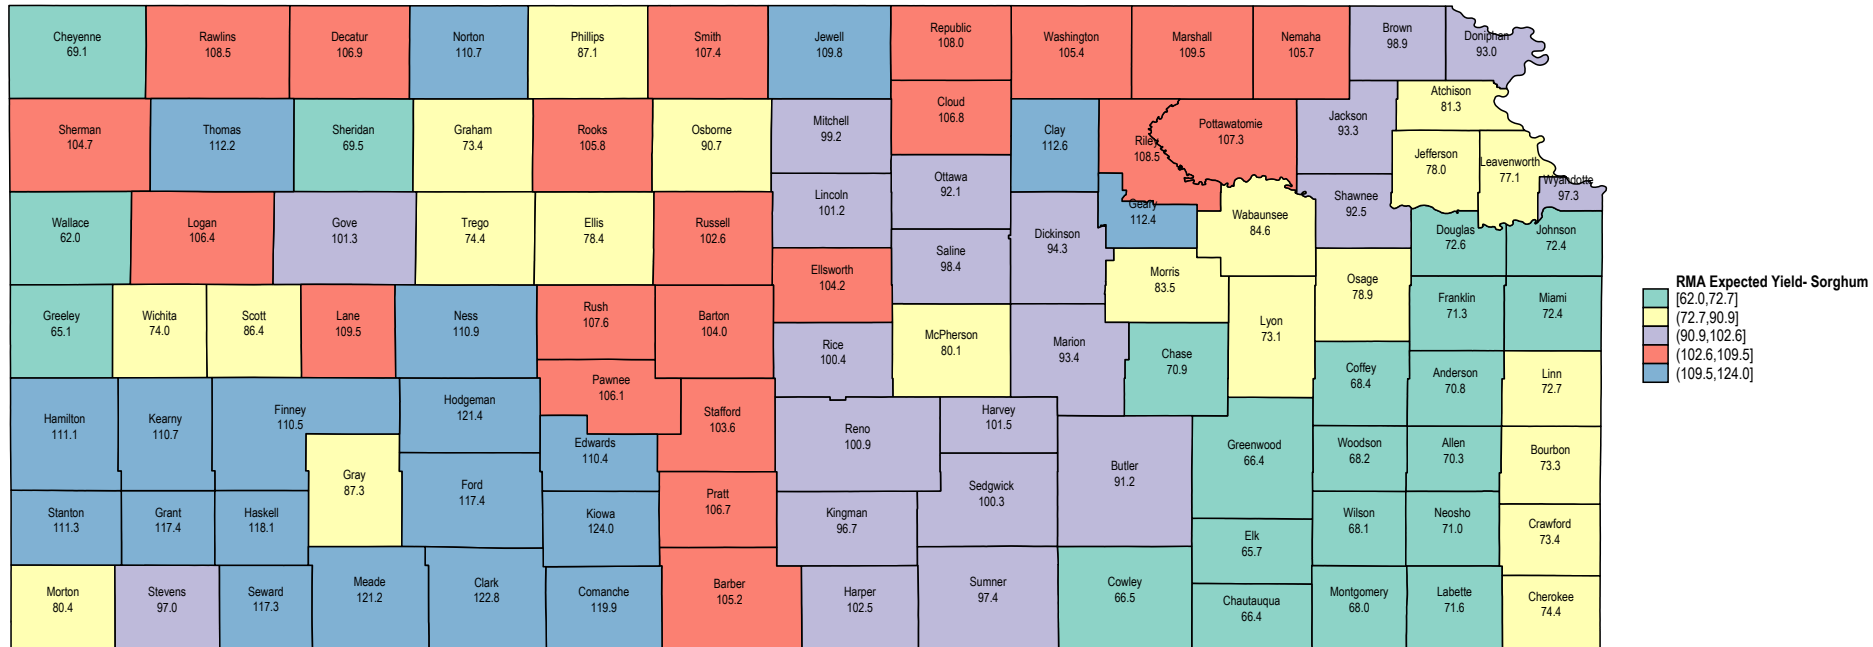 Cheyenne
69.1
Rawlins
108.5
Decatur
106.9
Norton
110.7
Phillips
87.1
Smith
107.4
Jewell
109.8
Republic
108.0
Washington
105.4
Marshall
109.5
Nemaha
105.7
Brown
98.9
Doniphan
93.0
Atchison
81.3
Sherman
104.7
Thomas
112.2
Sheridan
69.5
Graham
73.4
Rooks
105.8
Osborne
90.7
Mitchell
99.2
Cloud
106.8
Clay
112.6
Riley
108.5
Pottawatomie
107.3
Jackson
93.3
Jefferson
78.0
Leavenworth
77.1
Wyandotte
97.3
Ottawa
92.1
Lincoln
101.2
Wallace
62.0
Logan
106.4
Gove
101.3
Trego
74.4
Ellis
78.4
Russell
102.6
Saline
98.4
Dickinson
94.3
Geary
112.4
Wabaunsee
84.6
Shawnee
92.5
Douglas
72.6
Johnson
72.4
Ellsworth
104.2
Morris
83.5
Osage
78.9
Franklin
71.3
Miami
72.4
Greeley
65.1
Wichita
74.0
Scott
86.4
Lane
109.5
Ness
110.9
Rush
107.6
Barton
104.0
Rice
100.4
McPherson
80.1
Marion
93.4
Chase
70.9
Lyon
73.1
Coffey
68.4
Anderson
70.8
Linn
72.7
Hamilton
111.1
Kearny
110.7
Finney
110.5
Hodgeman
121.4
Pawnee
106.1
Stafford
103.6
Edwards
110.4
Reno
100.9
Harvey
101.5
Butler
91.2
Greenwood
66.4
Woodson
68.2
Allen
70.3
Bourbon
73.3
Gray
87.3
Ford
117.4
Stanton
111.3
Grant
117.4
Haskell
118.1
Kiowa
124.0
Pratt
106.7
Kingman
96.7
Sedgwick
100.3
Elk
65.7
Wilson
68.1
Neosho
71.0
Crawford
73.4
Morton
80.4
Stevens
97.0
Seward
117.3
Meade
121.2
Clark
122.8
Comanche
119.9
Barber
105.2
Harper
102.5
Sumner
97.4
Cowley
66.5
Chautauqua
66.4
Montgomery
68.0
Labette
71.6
Cherokee
74.4
RMA Expected Yield- Sorghum
[62.0,72.7]
(72.7,90.9]
(90.9,102.6]
(102.6,109.5]
(109.5,124.0]